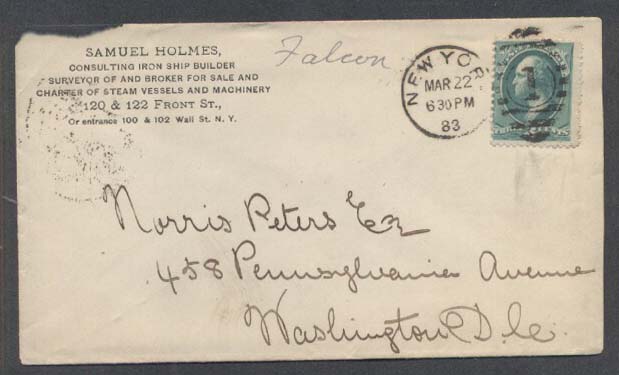 SAMUEL HOLMES,
CONSULTING IRON SHIP BUILDER
SURVEYOR OF AND BROKER FOR SALE AND
CHARTER OF STEAM VESSELS AND MACHINERY
120 & 122 FRONT ST.,
Or entrance 100 & 102 Wall St. N. Y.
Falcon
NEW YORK
MAR 22
630 PM
83
1
Norris Peters Esq
458 Pennsylvania Avenue
Washington D.C.